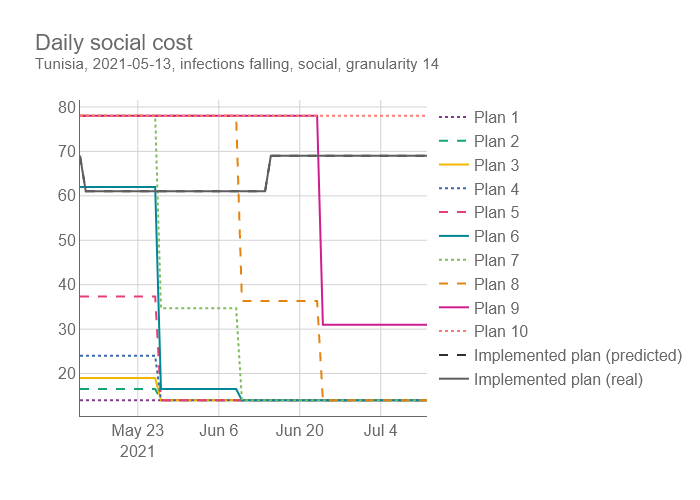 Daily social cost
Tunisia, 2021-05-13, infections falling, social, granularity 14
80
70
60
50
40
30
20
May 23
2021
Jun 6
Jun 20
Jul 4
Plan 1
Plan 2
Plan 3
Plan 4
Plan 5
Plan 6
Plan 7
Plan 8
Plan 9
Plan 10
Implemented plan (predicted)
Implemented plan (real)